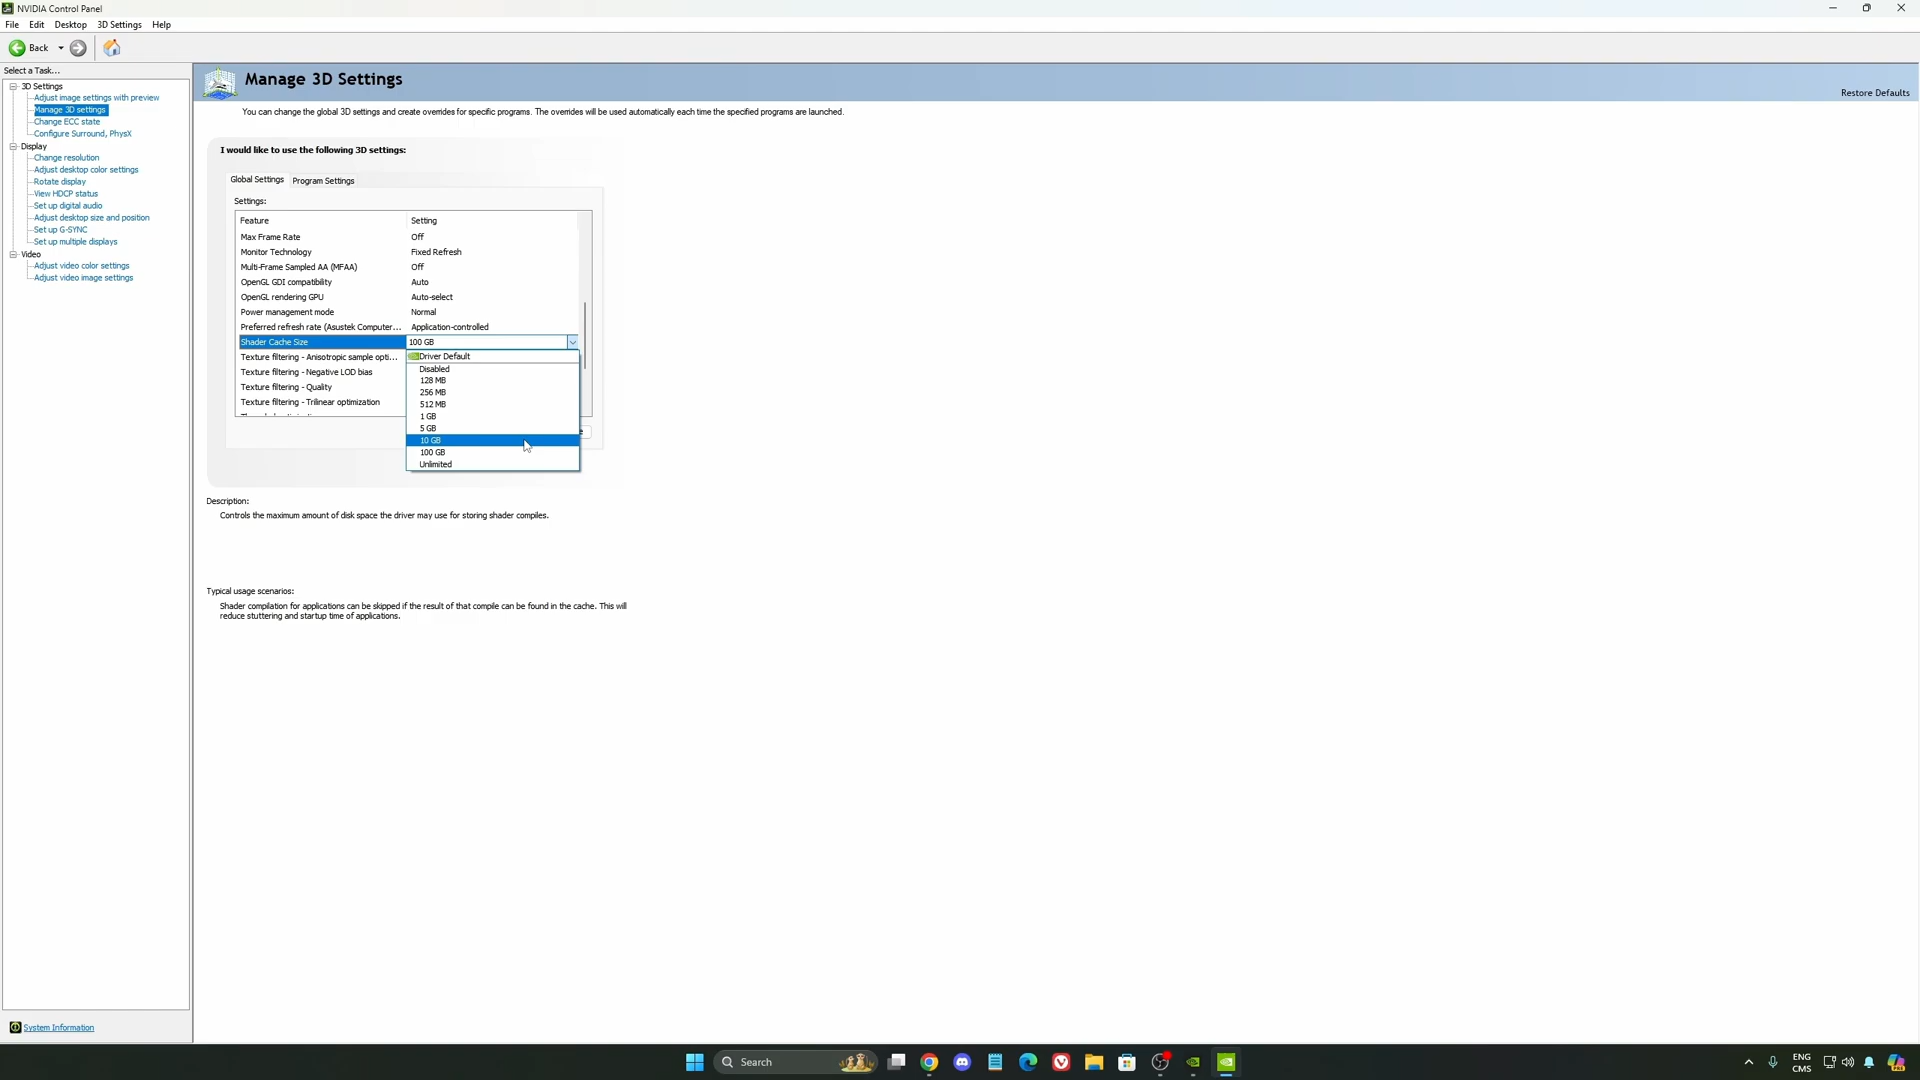 NVIDIA Control Panel
File Edit Desktop 3D Settings Help
Back
Select a Task...
3D Settings
Adjust image settings with preview
Manage 3D settings
Change ECC state
Configure Surround, PhysX
Display
Change resolution
Adjust desktop color settings
Rotate display
View HDCP status
Set up digital audio
Adjust desktop size and position
Set up G-SYNC
Set up multiple displays
Video
Adjust video color settings
Adjust video image settings
System Information
Manage 3D Settings
Restore Defaults
You can change the global 3D settings and create overrides for specific programs. The overrides will be used automatically each time the specified programs are launched.
I would like to use the following 3D settings:
Global Settings Program Settings
Settings:
Feature Setting
Max Frame Rate Off
Monitor Technology Fixed Refresh
Multi-Frame Sampled AA (MFAA) Off
OpenGL GDI compatibility Auto
OpenGL rendering GPU Auto-select
Power management mode Normal
Preferred refresh rate (Asustek Computer... Application-controlled
Shader Cache Size 100 GB
Texture filtering - Anisotropic sample opti...
Texture filtering - Negative LOD bias
Texture filtering - Quality
Texture filtering - Trilinear optimization
Driver Default
Disabled
128 MB
256 MB
512 MB
1 GB
5 GB
10 GB
100 GB
Unlimited
Description:
Controls the maximum amount of disk space the driver may use for storing shader compiles.
Typical usage scenarios:
Shader compilation for applications can be skipped if the result of that compile can be found in the cache. This will
reduce stuttering and startup time of applications.
Search
ENG
CMS